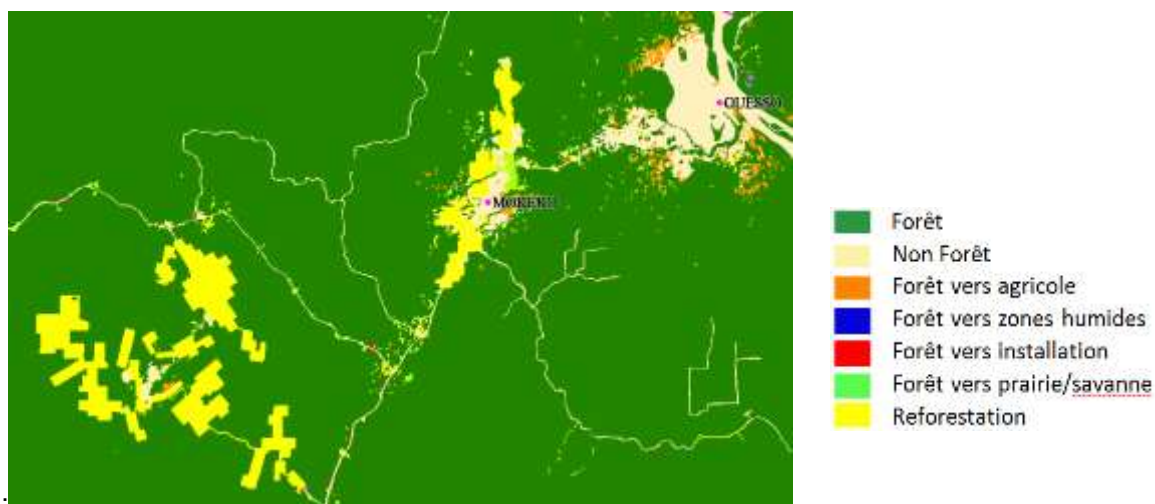 OUESSO
Forêt
Non Forêt
Forêt vers agricole
Forêt vers zones humides
Forêt vers installation
Forêt vers prairie/savanne
Reforestation